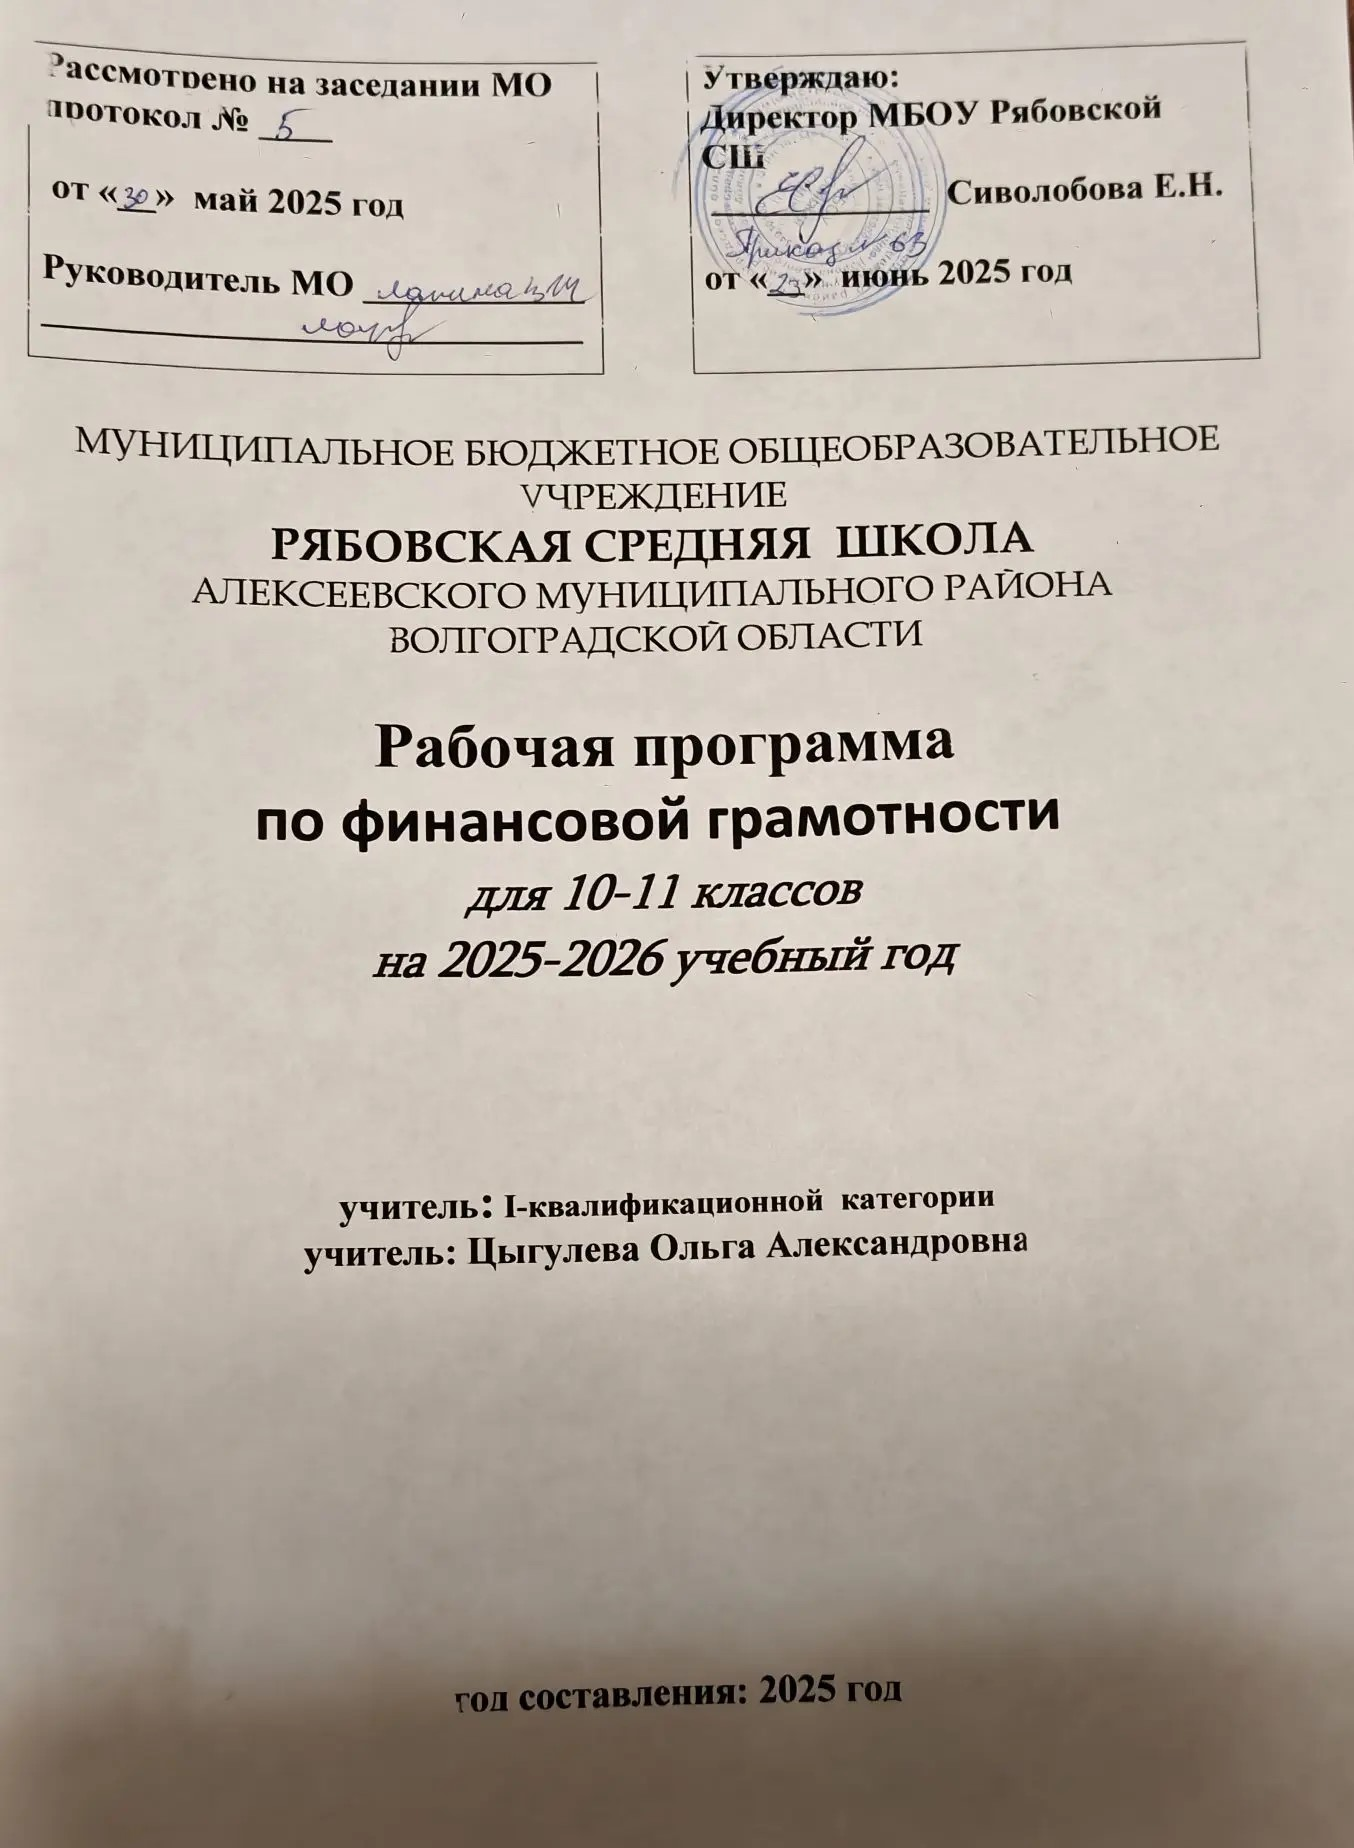 Рассмотрено на заседании МО
протокол № 5
от «30» май 2025 год
Руководитель МО
Утверждаю:
Директор МБОУ Рябовской
СШ
Сиволобова Е.Н.
Приказ № 63
от «23» июнь 2025 год
МУНИЦИПАЛЬНОЕ БЮДЖЕТНОЕ ОБЩЕОБРАЗОВАТЕЛЬНОЕ
УЧРЕЖДЕНИЕ
РЯБОВСКАЯ СРЕДНЯЯ ШКОЛА
АЛЕКСЕЕВСКОГО МУНИЦИПАЛЬНОГО РАЙОНА
ВОЛГОГРАДСКОЙ ОБЛАСТИ
Рабочая программа
по финансовой грамотности
для 10-11 классов
на 2025-2026 учебный год
учитель: I-квалификационной категории
учитель: Цыгулева Ольга Александровна
год составления: 2025 год